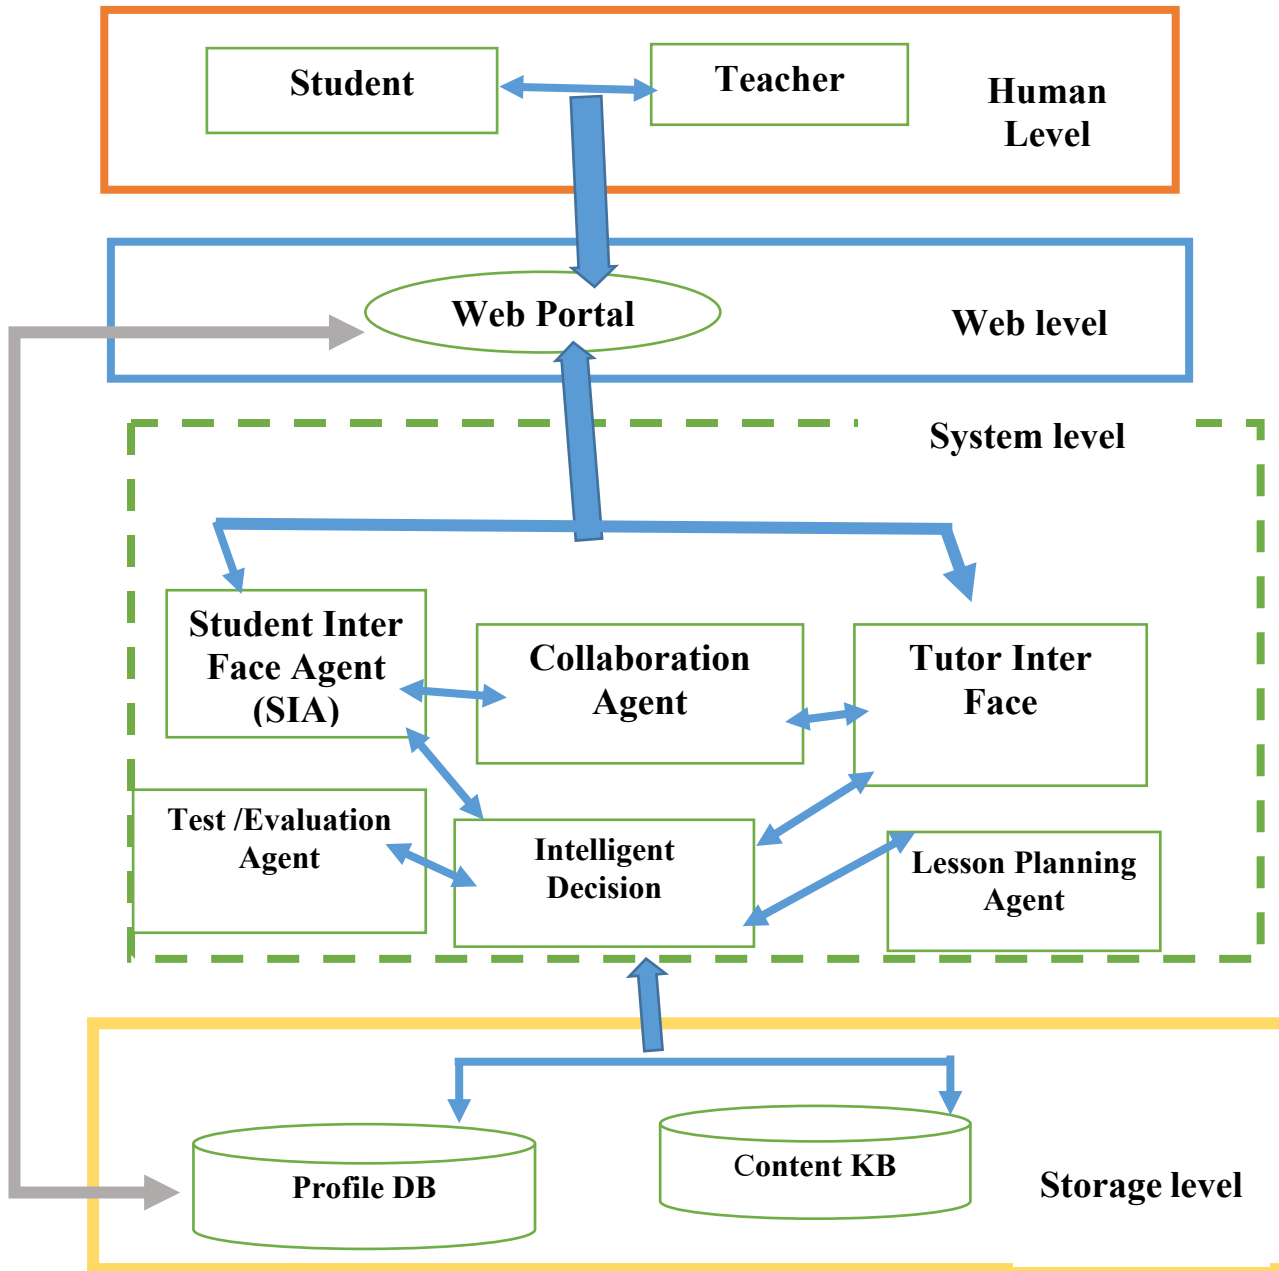 Student
Teacher
Human
Level
Web Portal
Web level
System level
Student Inter
Face Agent
(SIA)
Collaboration
Agent
Tutor Inter
Face
Test /Evaluation
Agent
Intelligent
Decision
Lesson Planning
Agent
Profile DB
Content KB
Storage level